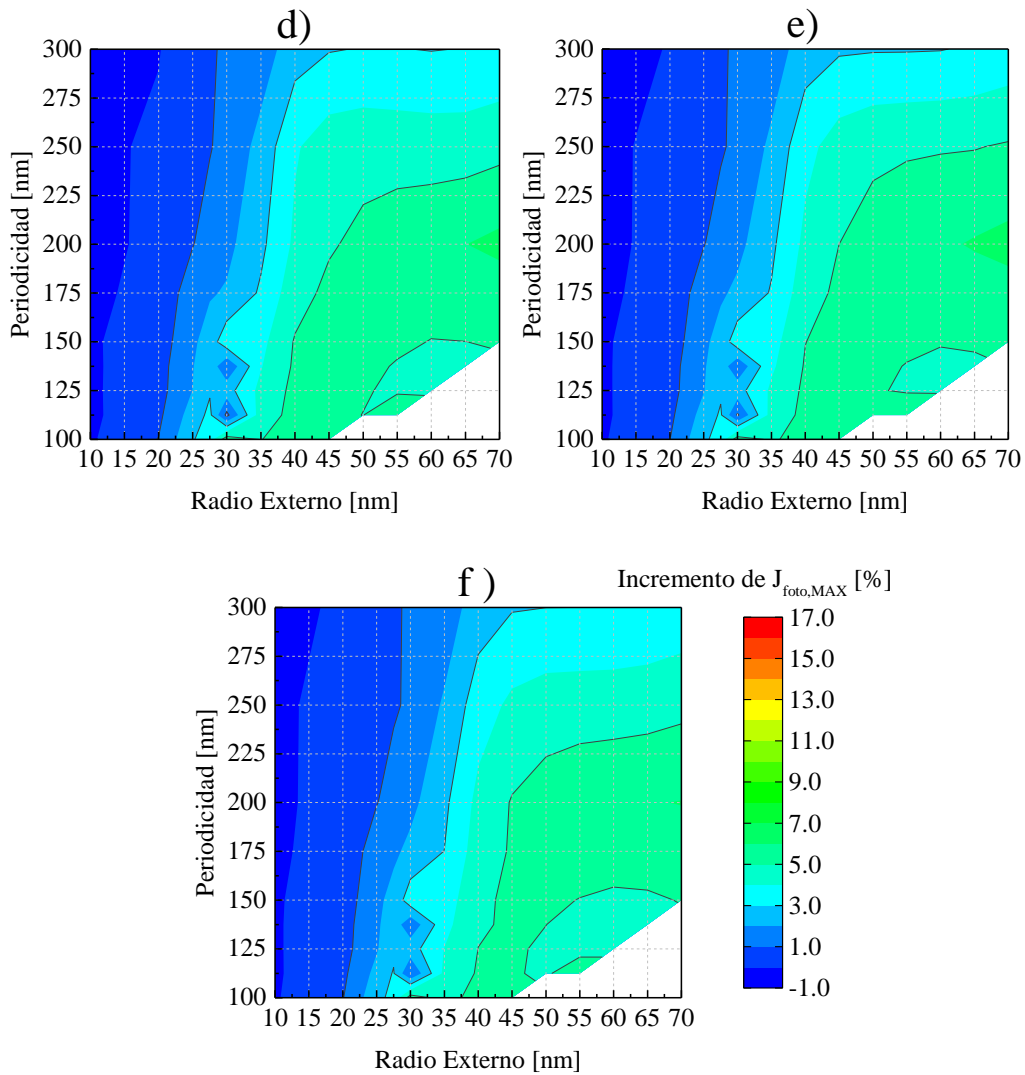 d)
e)
300
275
250
225
200
175
150
125
100
Periodicidad [nm]
10 15 20 25 30 35 40 45 50 55 60 65 70
Radio Externo [nm]
300
275
250
225
200
175
150
125
100
Periodicidad [nm]
10 15 20 25 30 35 40 45 50 55 60 65 70
Radio Externo [nm]
f )
300
275
250
225
200
175
150
125
100
Periodicidad [nm]
10 15 20 25 30 35 40 45 50 55 60 65 70
Radio Externo [nm]
Incremento de J_foto,MAX [%]
17.0
15.0
13.0
11.0
9.0
7.0
5.0
3.0
1.0
-1.0